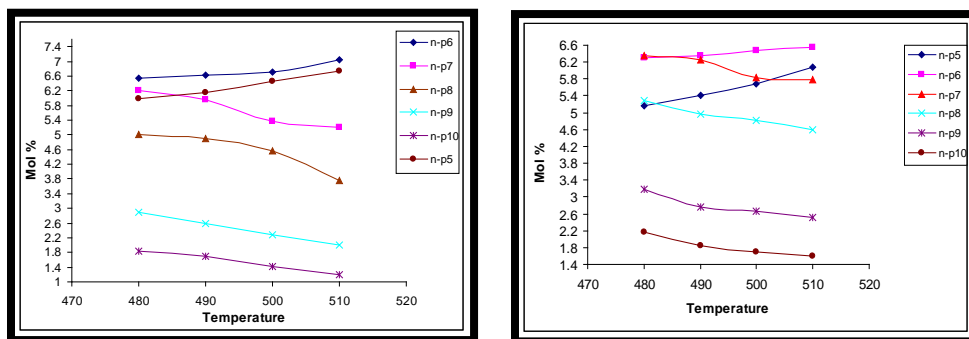 7.4
7
6.6
6.2
5.8
5.4
5
4.6
4.2
3.8
3.4
3
2.6
2.2
1.8
1.4
1
Mol %
470 480 490 500 510 520
Temperature
n-p6
n-p7
n-p8
n-p9
n-p10
n-p5
6.6
6.2
5.8
5.4
5
4.6
4.2
3.8
3.4
3
2.6
2.2
1.8
1.4
Mol %
470 480 490 500 510 520
Temperature
n-p5
n-p6
n-p7
n-p8
n-p9
n-p10